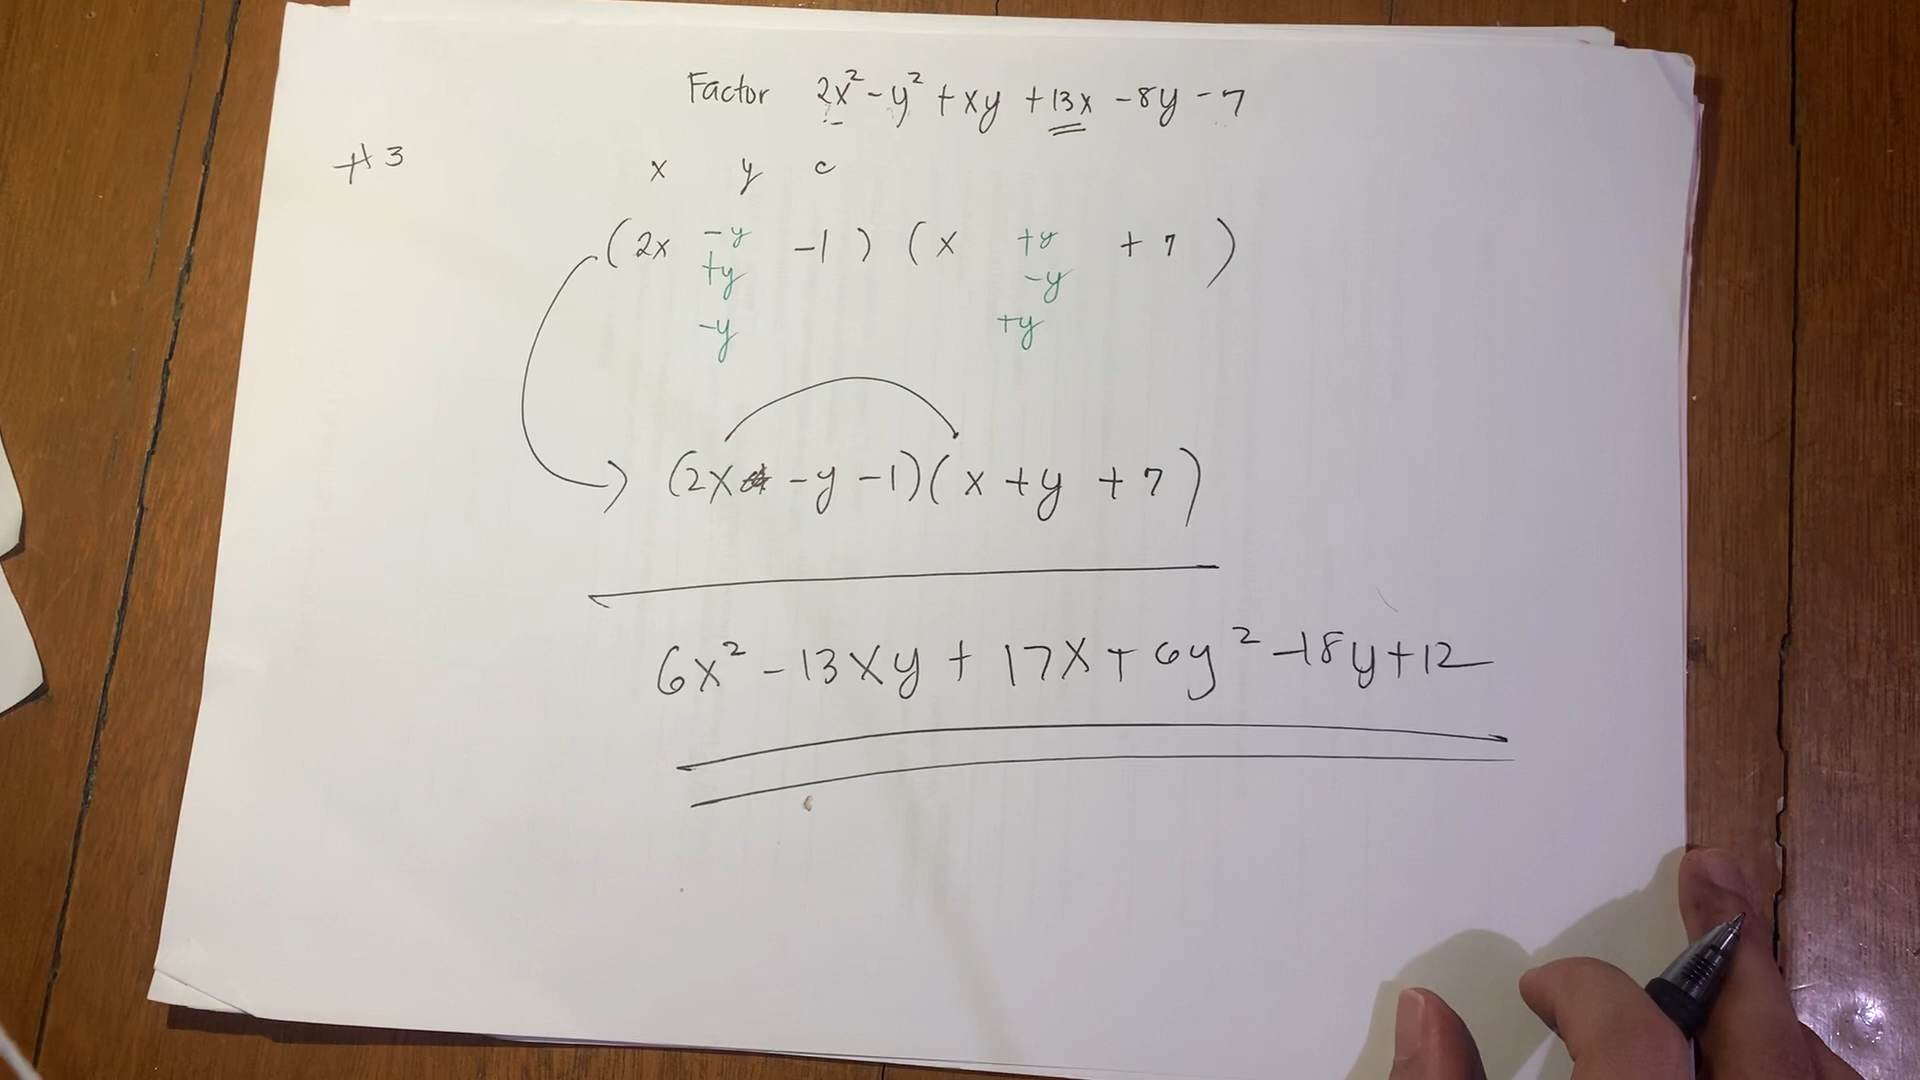 Factor 2x² - y² + xy + 13x - 8y - 7
#3
x y c
(2x -y -1) (x +y +7)
+y -y
-y +y
(2x -y -1)(x +y +7)
6x² - 13xy + 17x + 6y² - 18y + 12